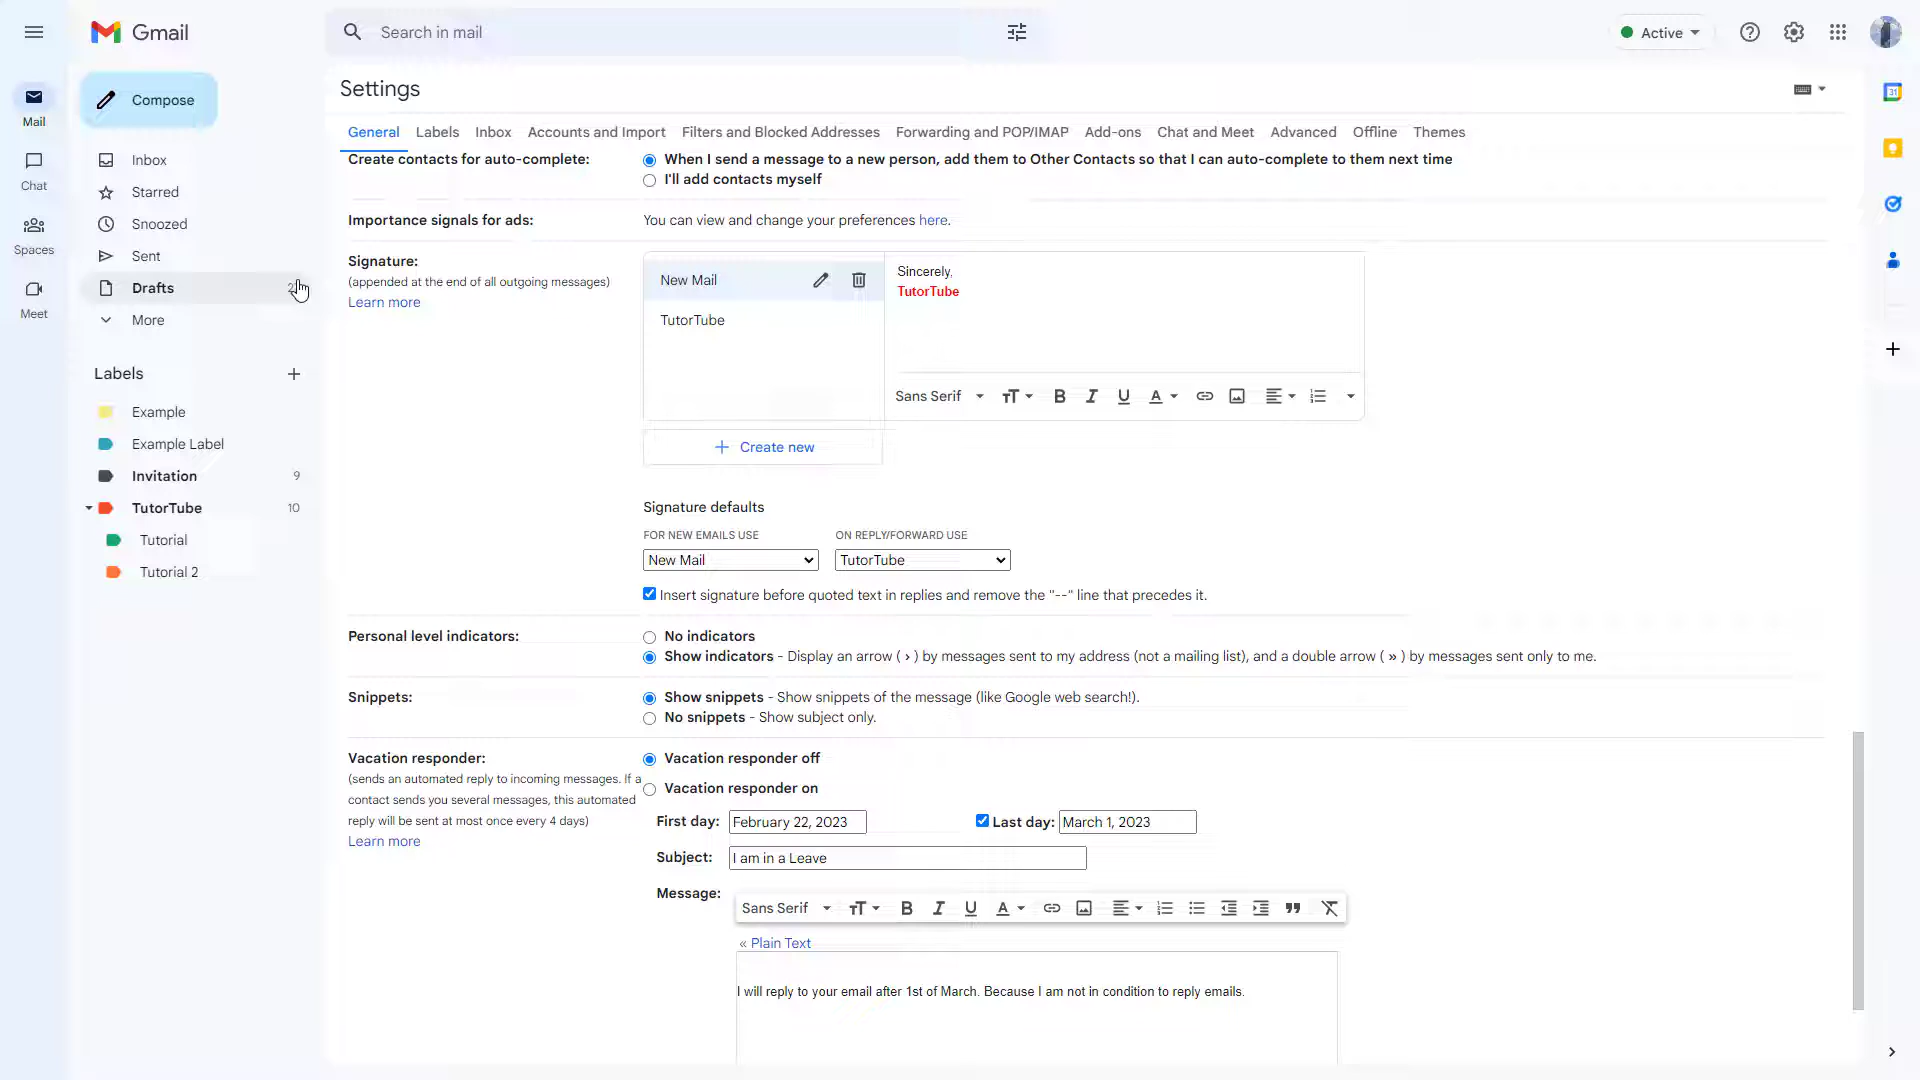 Gmail
Search in mail
Active
Compose
Mail
Chat
Spaces
Meet
Inbox
Starred
Snoozed
Sent
Drafts
More
Labels
Example
Example Label
Invitation 9
TutorTube 10
Tutorial
Tutorial 2
Settings
General Labels Inbox Accounts and Import Filters and Blocked Addresses Forwarding and POP/IMAP Add-ons Chat and Meet Advanced Offline Themes
Create contacts for auto-complete:
When I send a message to a new person, add them to Other Contacts so that I can auto-complete to them next time
I'll add contacts myself
Importance signals for ads:
You can view and change your preferences here.
Signature:
(appended at the end of all outgoing messages)
Learn more
New Mail
TutorTube
Sincerely,
TutorTube
Sans Serif
Create new
Signature defaults
FOR NEW EMAILS USE
New Mail
ON REPLY/FORWARD USE
TutorTube
Insert signature before quoted text in replies and remove the "--" line that precedes it.
Personal level indicators:
No indicators
Show indicators - Display an arrow ( › ) by messages sent to my address (not a mailing list), and a double arrow ( » ) by messages sent only to me.
Snippets:
Show snippets - Show snippets of the message (like Google web search!).
No snippets - Show subject only.
Vacation responder:
(sends an automated reply to incoming messages. If a
contact sends you several messages, this automated
reply will be sent at most once every 4 days)
Learn more
Vacation responder off
Vacation responder on
First day: February 22, 2023
Last day: March 1, 2023
Subject: I am in a Leave
Message:
Sans Serif
« Plain Text
I will reply to your email after 1st of March. Because I am not in condition to reply emails.
31